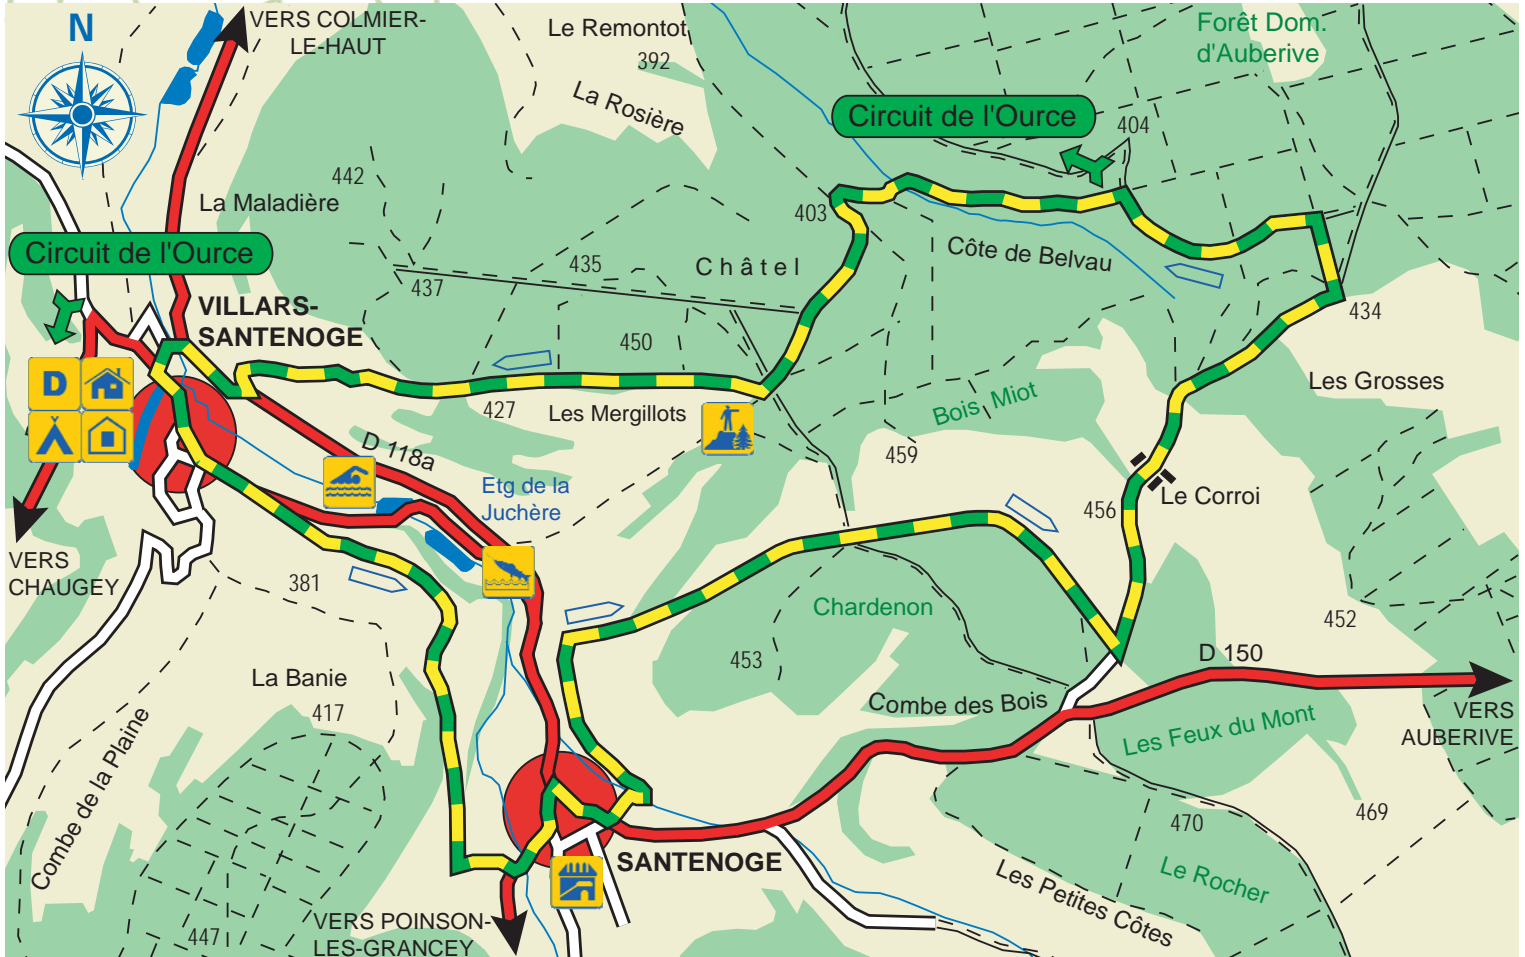 N
VERS COLMIER-
LE-HAUT
Le Remontot
392
La Rosière
Forêt Dom.
d'Auberive
Circuit de l'Ource
404
442
La Maladière
403
Circuit de l'Ource
Côte de Belvau
435
Châtel
437
VILLARS-
SANTENOGE
434
450
D
Les Grosses
427
Les Mergillots
Bois Miot
D 118a
459
Etg de la
Juchère
Le Corroi
456
VERS
CHAUGEY
381
Chardenon
452
453
D 150
La Banie
417
Combe des Bois
VERS
AUBERIVE
Les Feux du Mont
Combe de la Plaine
469
470
SANTENOGE
Le Rocher
Les Petites Côtes
VERS POINSON-
LES-GRANCEY
447